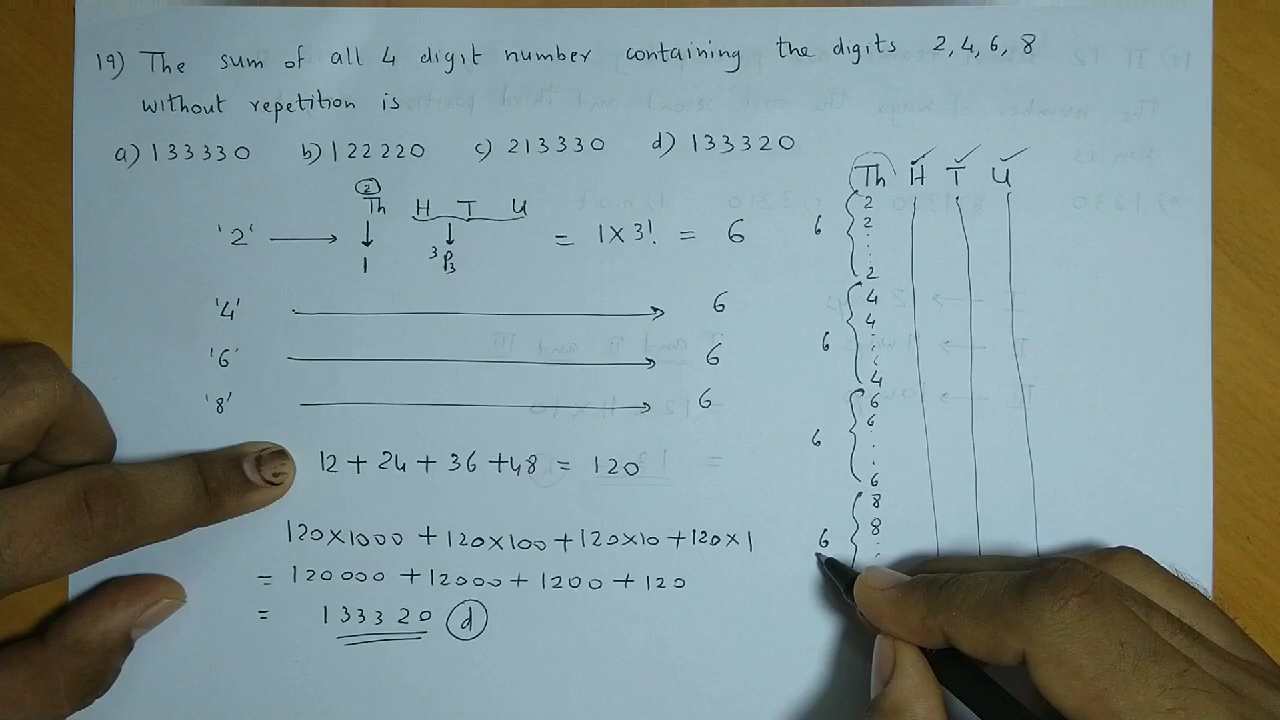 19) The sum of all 4 digit number containing the digits 2, 4, 6, 8
without repetition is
a) 133330 b) 122220 c) 213330 d) 133320
2
Th H T U
'2' → = 1 X 3! = 6
1 ³P₃
'4' → 6
'6' → 6
'8' → 6
12 + 24 + 36 + 48 = 120
120×1000 + 120×100 + 120×10 + 120×1
= 120000 + 12000 + 1200 + 120
= 133320 d
Th H T U
2
6 2
2
4
4
6
4
6
6
6
6
8
8
6